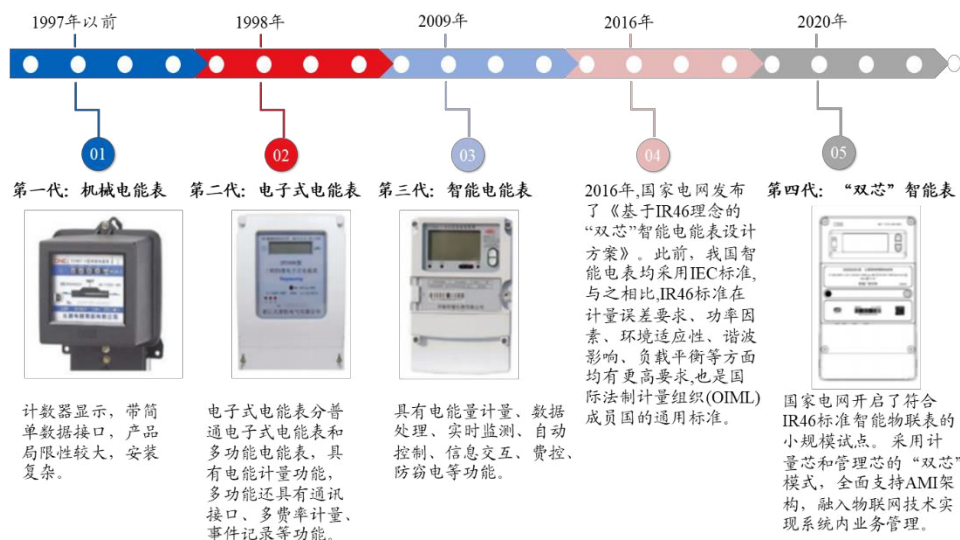 1997年以前
1998年
2009年
2016年
2020年
01
02
03
04
05
第一代：机械电能表
第二代：电子式电能表
第三代：智能电能表
第四代：“双芯”智能表
计数器显示，带简
单数据接口，产品
局限性较大，安装
复杂。
电子式电能表分普
通电子式电能表和
多功能电能表，具
有电能计量功能，
多功能还具有通讯
接口、多费率计量、
事件记录等功能。
具有电能量计量、数据
处理、实时监测、自动
控制、信息交互、费控、
防窃电等功能。
2016年,国家电网发布
了《基于IR46理念的
“双芯”智能电能表设计
方案》。此前，我国智
能电表均采用IEC标准,
与之相比,IR46标准在
计量误差要求、功率因
素、环境适应性、谐波
影响、负载平衡等方面
均有更高要求,也是国
际法制计量组织(OIML)
成员国的通用标准。
国家电网开启了符合
IR46标准智能物联表的
小规模试点。采用计
量芯和管理芯的“双芯”
模式，全面支持AMI架
构，融入物联网技术实
现系统内业务管理。